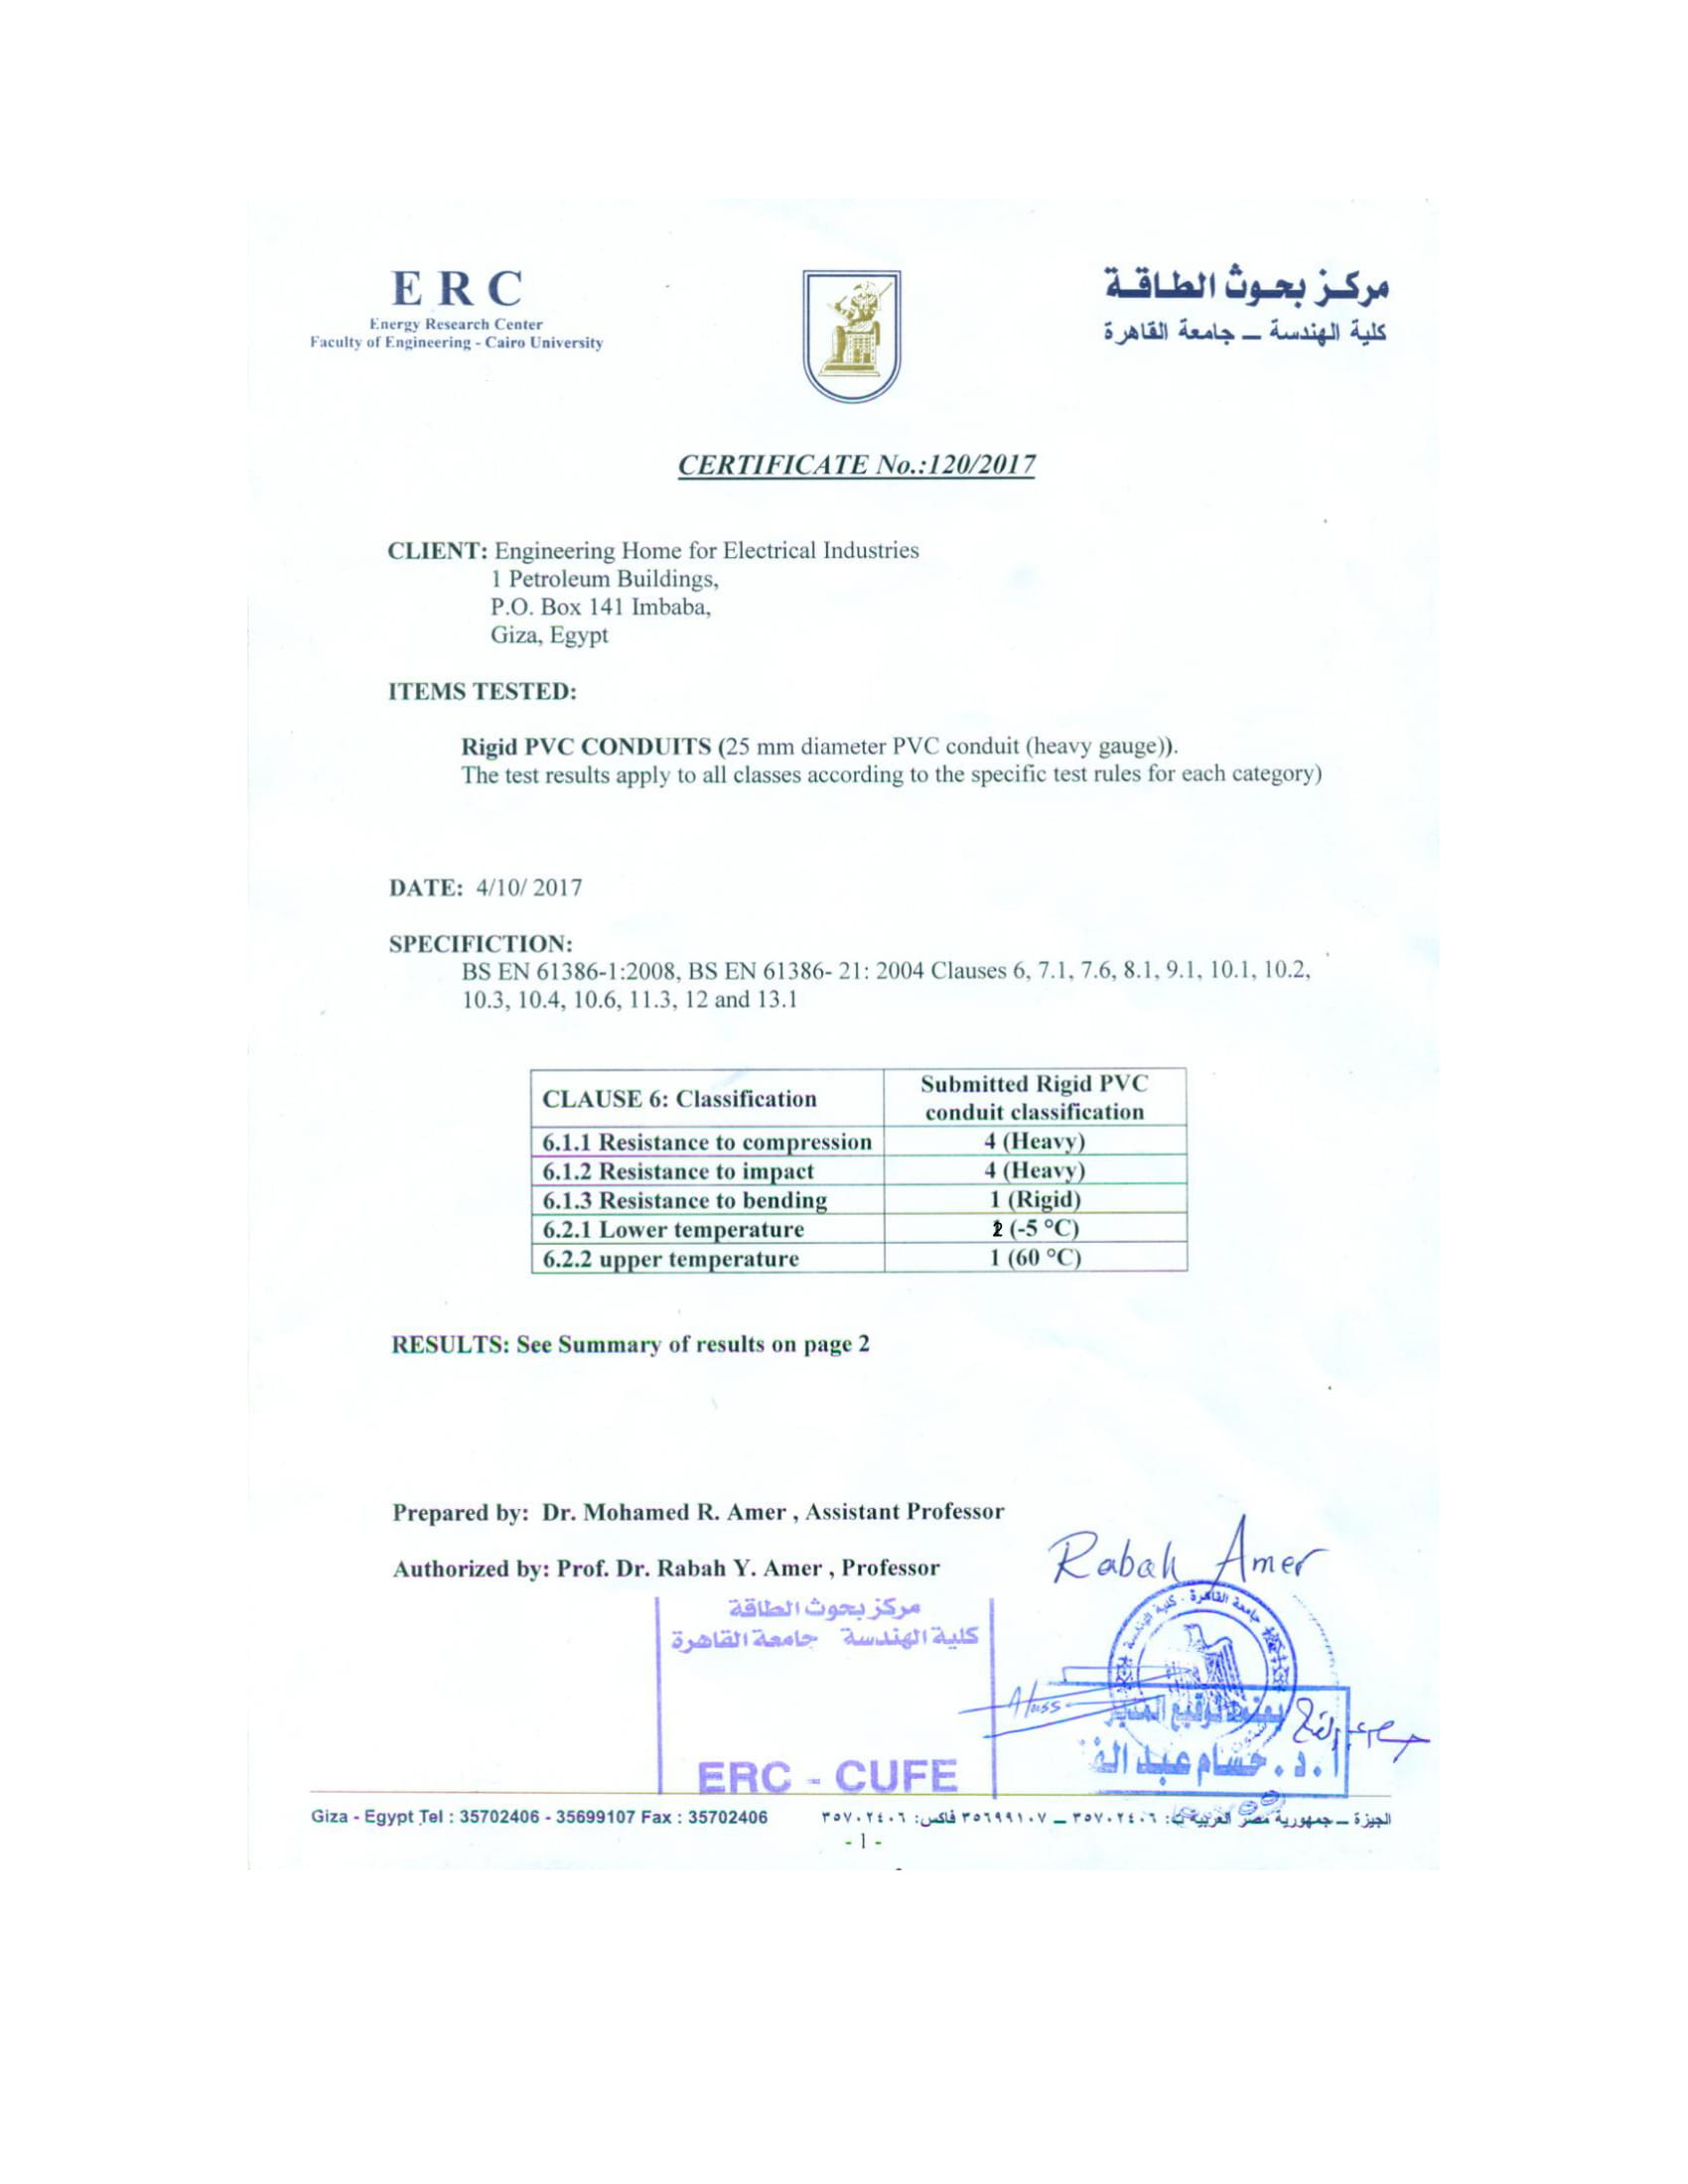 E R C
Energy Research Center
Faculty of Engineering - Cairo University
مركز بحوث الطاقة
كلية الهندسة – جامعة القاهرة
CERTIFICATE No.:120/2017
CLIENT: Engineering Home for Electrical Industries
1 Petroleum Buildings,
P.O. Box 141 Imbaba,
Giza, Egypt
ITEMS TESTED:
Rigid PVC CONDUITS (25 mm diameter PVC conduit (heavy gauge)).
The test results apply to all classes according to the specific test rules for each category)
DATE: 4/10/ 2017
SPECIFICTION:
BS EN 61386-1:2008, BS EN 61386- 21: 2004 Clauses 6, 7.1, 7.6, 8.1, 9.1, 10.1, 10.2,
10.3, 10.4, 10.6, 11.3, 12 and 13.1
CLAUSE 6: Classification Submitted Rigid PVC
conduit classification
6.1.1 Resistance to compression 4 (Heavy)
6.1.2 Resistance to impact 4 (Heavy)
6.1.3 Resistance to bending 1 (Rigid)
6.2.1 Lower temperature 2 (-5 °C)
6.2.2 upper temperature 1 (60 °C)
RESULTS: See Summary of results on page 2
Prepared by: Dr. Mohamed R. Amer , Assistant Professor
Rabah Amer
Authorized by: Prof. Dr. Rabah Y. Amer , Professor
مركز بحوث الطاقة
كلية الهندسة جامعة القاهرة
جامعة القاهرة - كلية الهندسة
يعتمد توقيع المدير
أ . د . حسام عبد
ERC - CUFE
Giza - Egypt Tel : 35702406 - 35699107 Fax : 35702406
الجيزة – جمهورية مصر العربية ت: ٣٥٧٠٢٤٠٦ – ٣٥٦٩٩١٠٧ فاكس: ٣٥٧٠٢٤٠٦
- 1 -